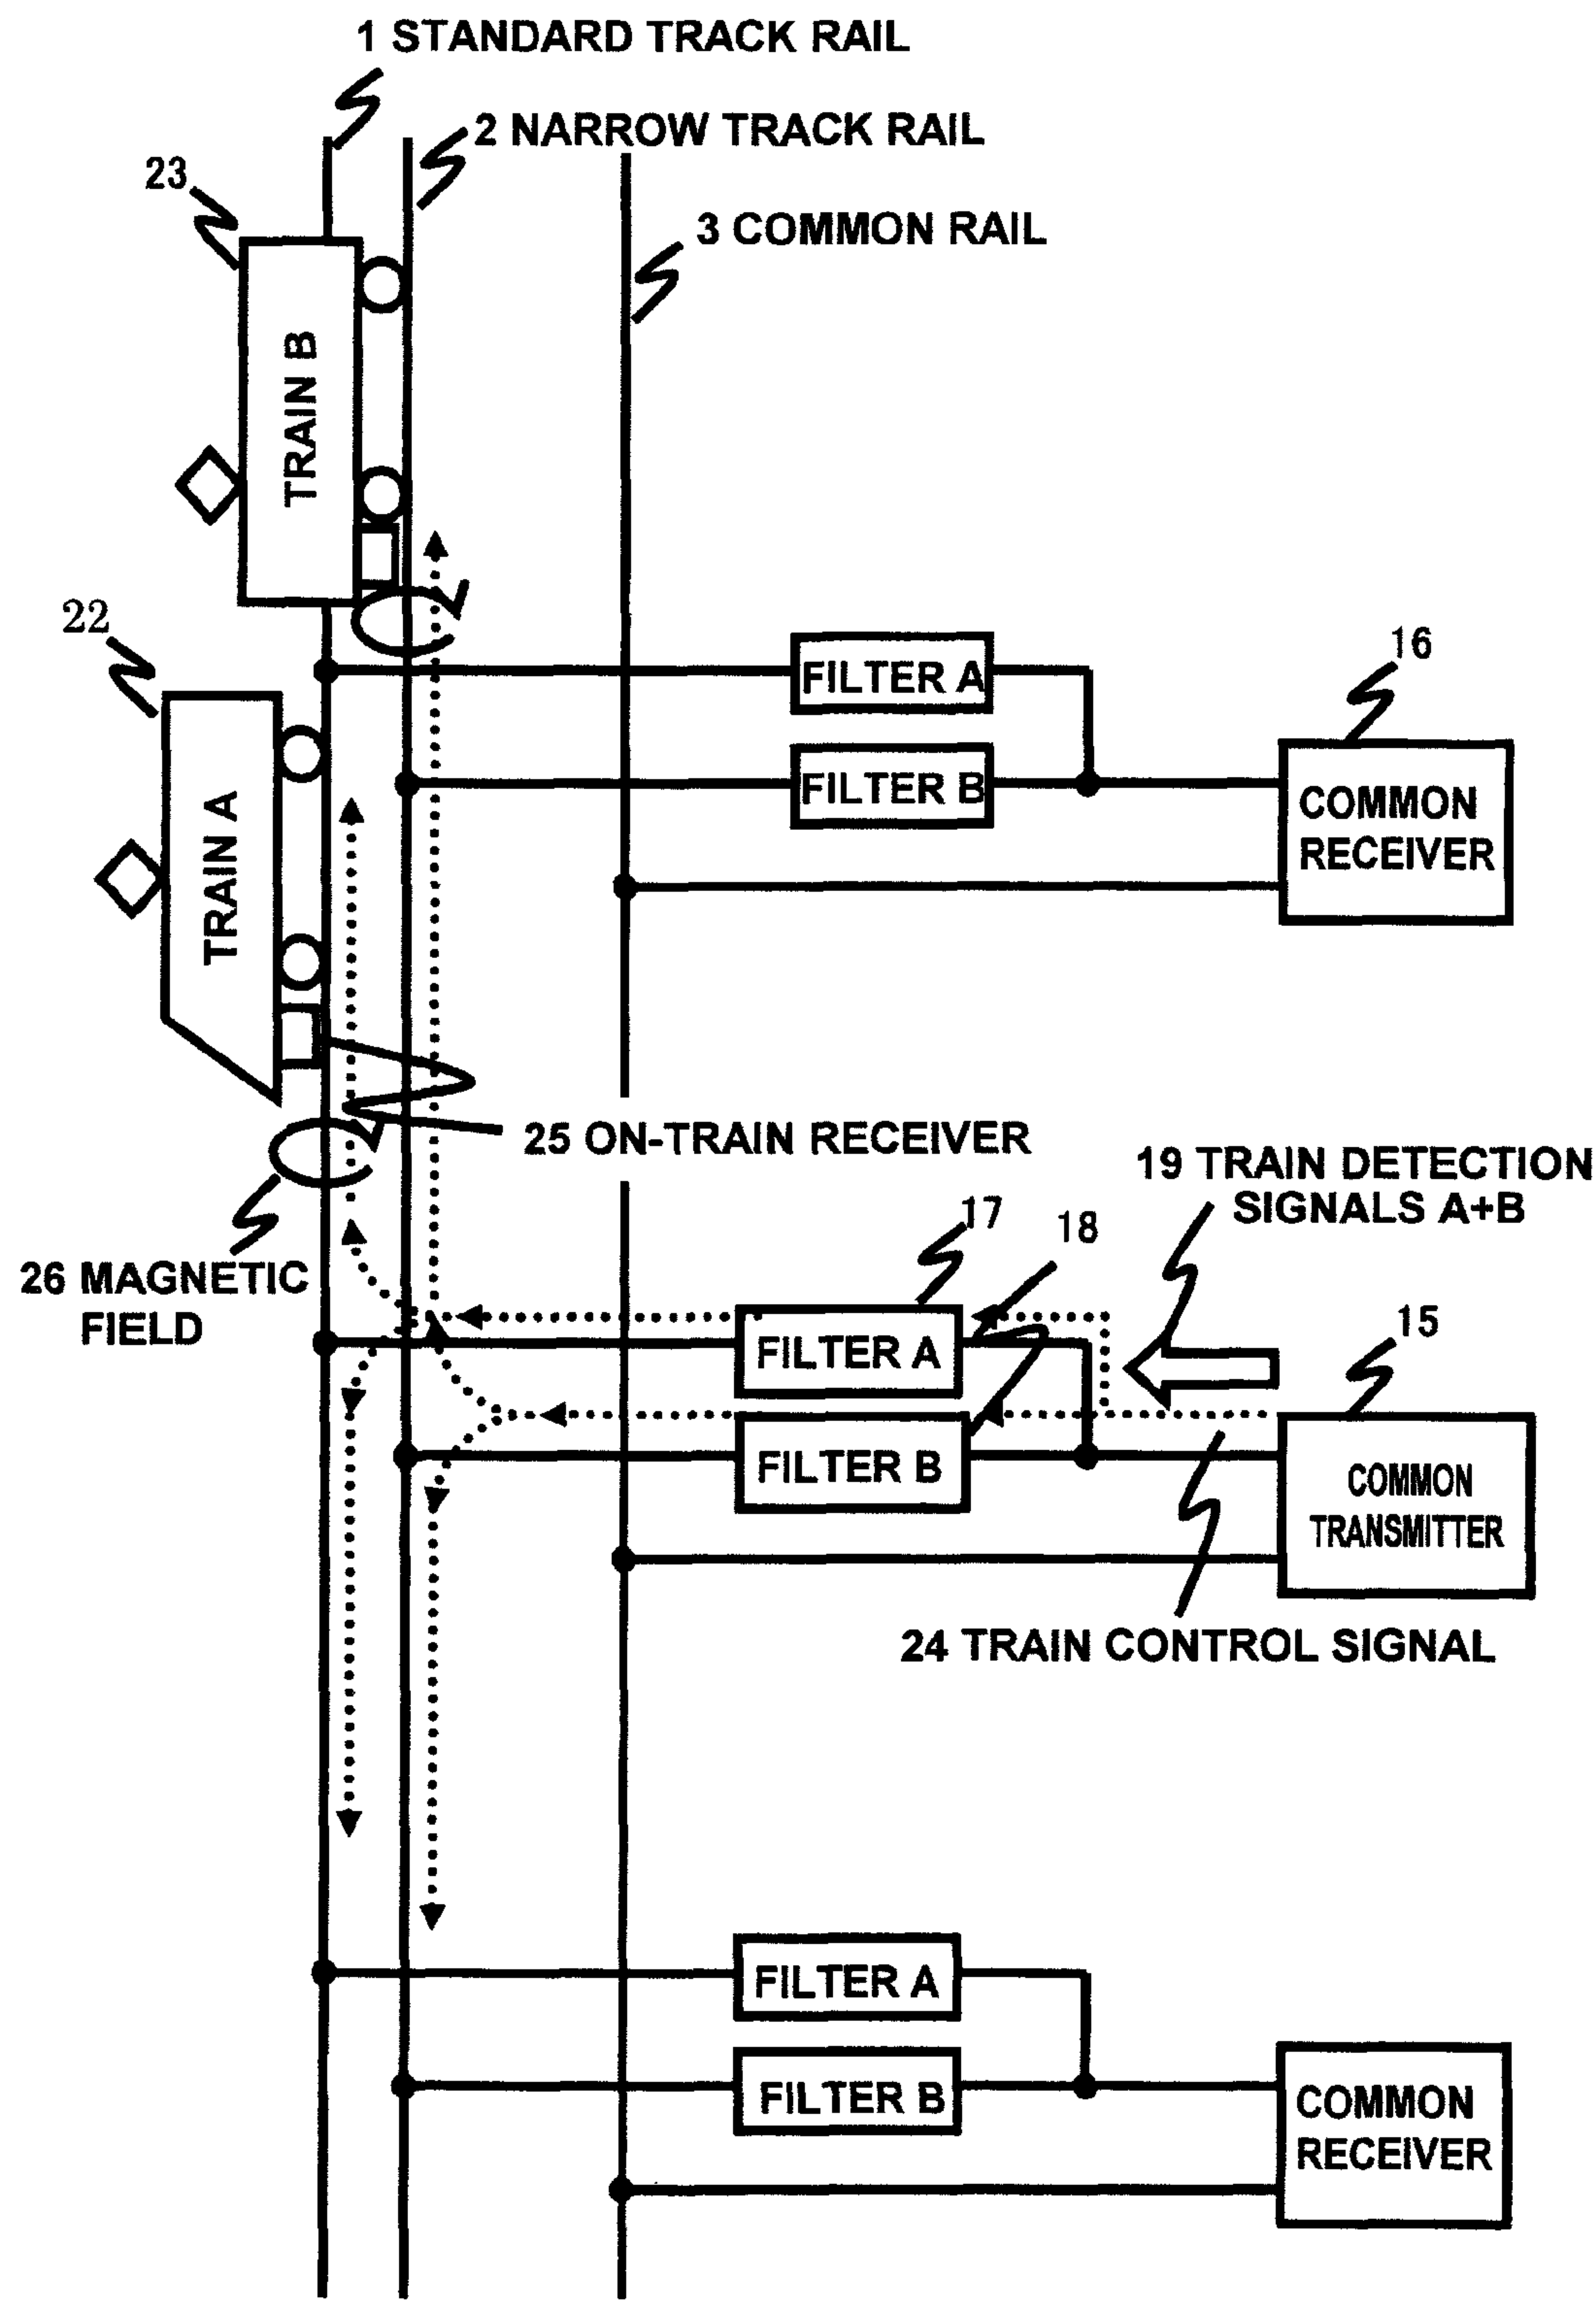 1 STANDARD TRACK RAIL
2 NARROW TRACK RAIL
23
3 COMMON RAIL
TRAIN B
22
FILTER A
16
FILTER B
COMMON
RECEIVER
TRAIN A
25 ON-TRAIN RECEIVER
19 TRAIN DETECTION
SIGNALS A+B
17
18
26 MAGNETIC
FIELD
15
FILTER A
FILTER B
COMMON
TRANSMITTER
24 TRAIN CONTROL SIGNAL
FILTER A
FILTER B
COMMON
RECEIVER